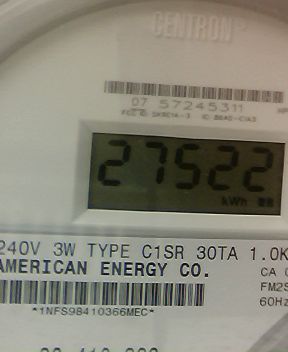 CENTRON®
07 57245311
27522
kWh
240V 3W TYPE C1SR 30TA 1.0K
AMERICAN ENERGY CO.
CA
FM2S
60Hz
*1NFS98410366MEC*